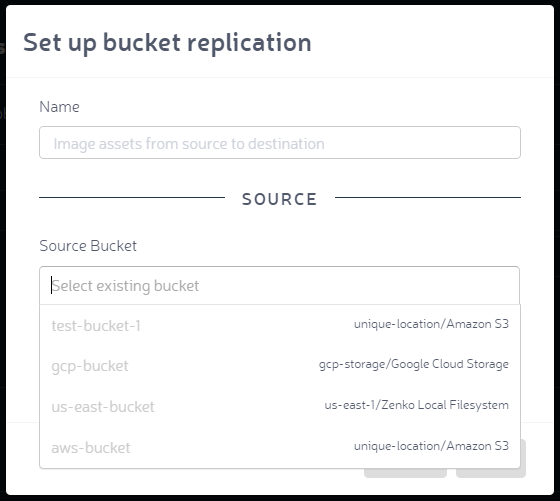 Set up bucket replication
Name
Image assets from source to destination
SOURCE
Source Bucket
Select existing bucket
test-bucket-1 unique-location/Amazon S3
gcp-bucket gcp-storage/Google Cloud Storage
us-east-bucket us-east-1/Zenko Local Filesystem
aws-bucket unique-location/Amazon S3